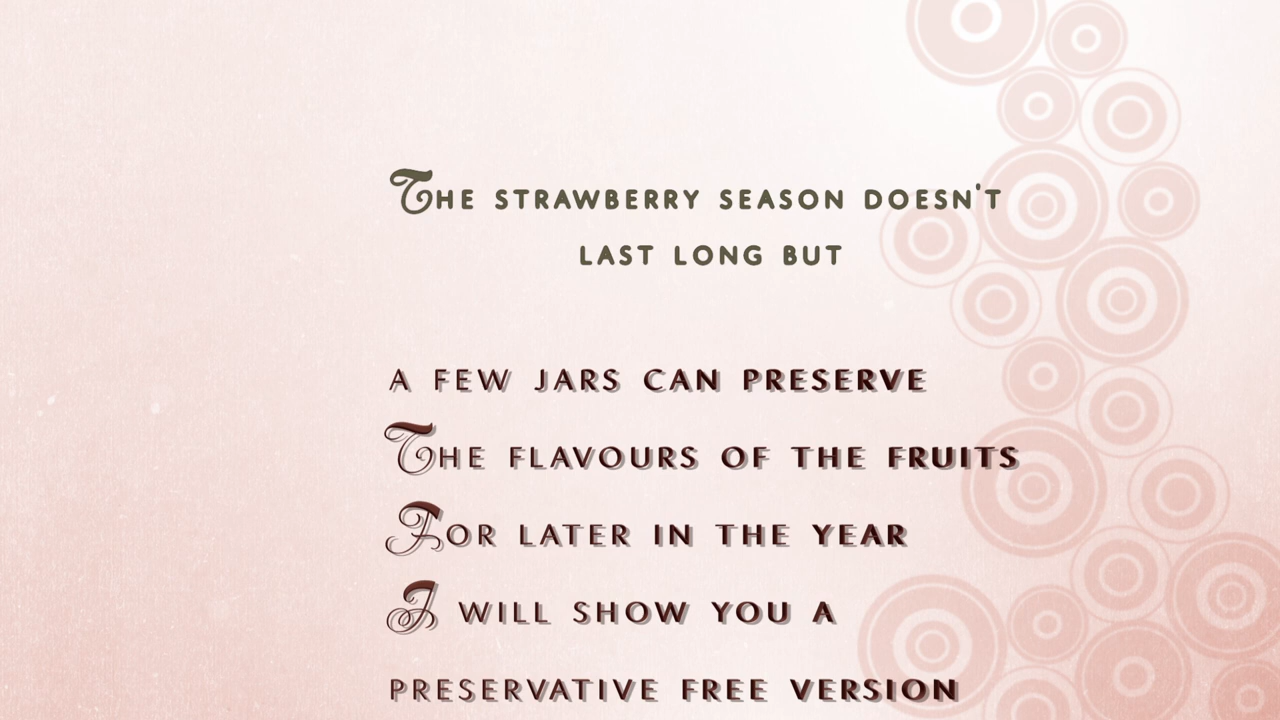 The strawberry season doesn't
last long but
a few jars can preserve
The flavours of the fruits
For later in the year
I will show you a
preservative free version